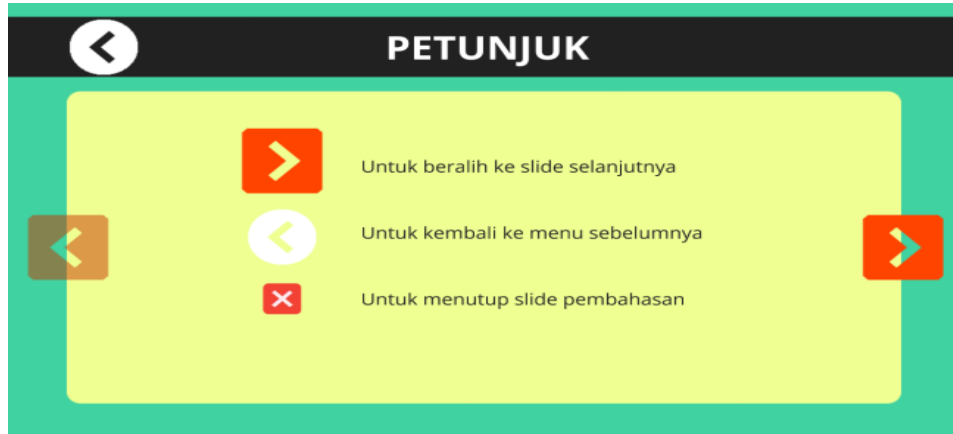 PETUNJUK
Untuk beralih ke slide selanjutnya
Untuk kembali ke menu sebelumnya
Untuk menutup slide pembahasan